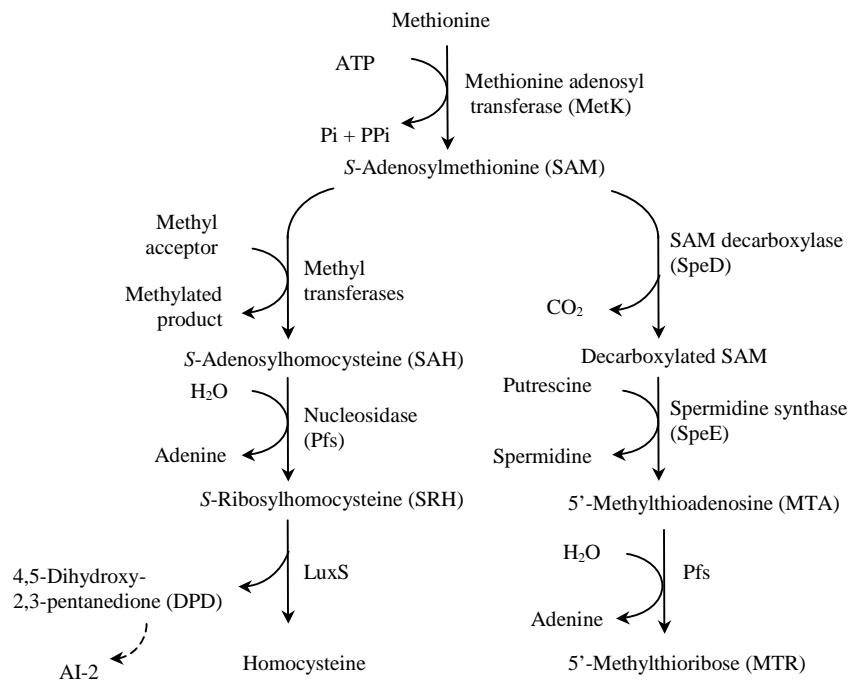 Methionine
ATP
Methionine adenosyl
transferase (MetK)
Pi + PPi
S-Adenosylmethionine (SAM)
Methyl
acceptor
Methyl
transferases
Methylated
product
S-Adenosylhomocysteine (SAH)
H₂O
Nucleosidase
(Pfs)
Adenine
S-Ribosylhomocysteine (SRH)
LuxS
4,5-Dihydroxy-
2,3-pentanedione (DPD)
AI-2
Homocysteine
SAM decarboxylase
(SpeD)
CO₂
Decarboxylated SAM
Putrescine
Spermidine synthase
(SpeE)
Spermidine
5’-Methylthioadenosine (MTA)
H₂O
Pfs
Adenine
5’-Methylthioribose (MTR)